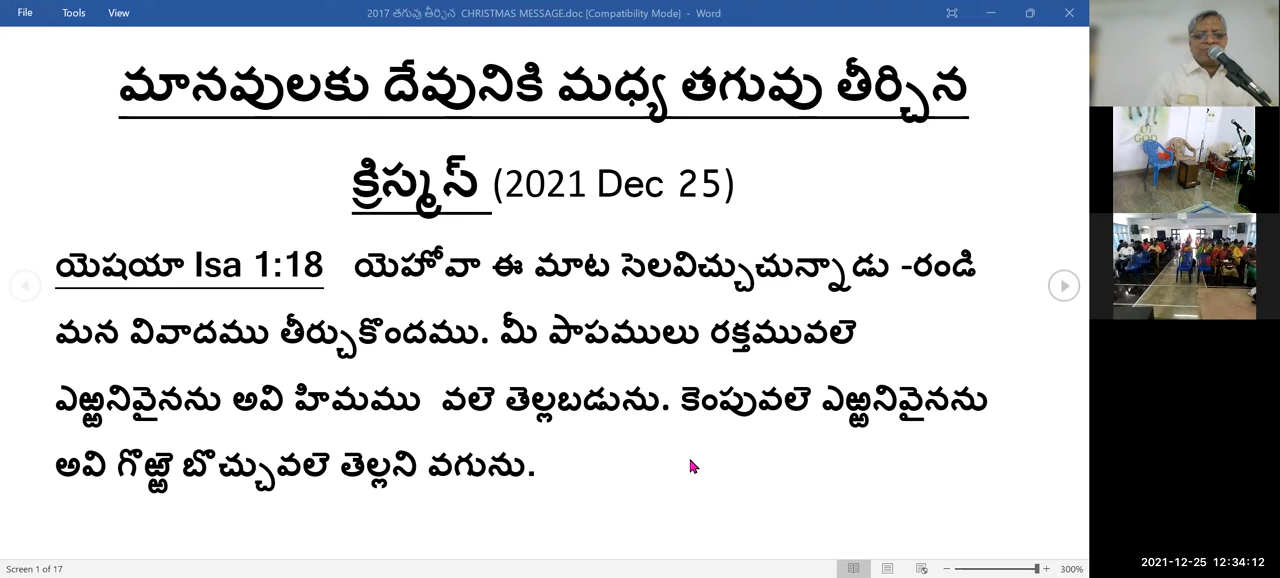 File Tools View 2017 తగువు తీర్చిన CHRISTMAS MESSAGE.doc [Compatibility Mode] - Word
మానవులకు దేవునికి మధ్య తగువు తీర్చిన
క్రిస్మస్ (2021 Dec 25)
యెషయా Isa 1:18 యెహోవా ఈ మాట సెలవిచ్చుచున్నాడు -రండి
మన వివాదము తీర్చుకొందము. మీ పాపములు రక్తమువలె
ఎఱ్ఱనివైనను అవి హిమము వలె తెల్లబడును. కెంపువలె ఎఱ్ఱనివైనను
అవి గొఱ్ఱె బొచ్చువలె తెల్లని వగును.
OF
GOD
2021-12-25 12:34:12
Screen 1 of 17 300%